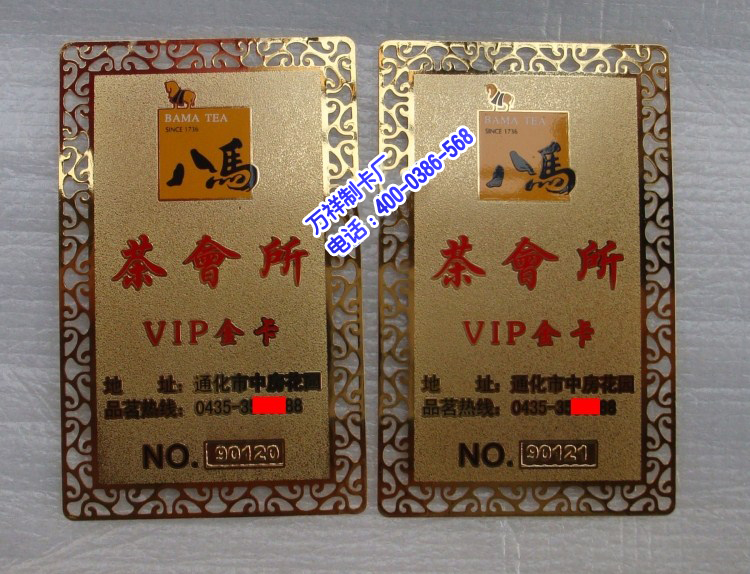 BAMA TEA
SINCE 1736
八馬
茶會所
VIP金卡
地 址：通化市中房花园
品茗热线：0435-3 88
NO. 90120
万祥制卡厂
电话：400-0386-568
BAMA TEA
SINCE 1736
八馬
茶會所
VIP金卡
地 址：通化市中房花园
品茗热线：0435-38 88
NO. 90121